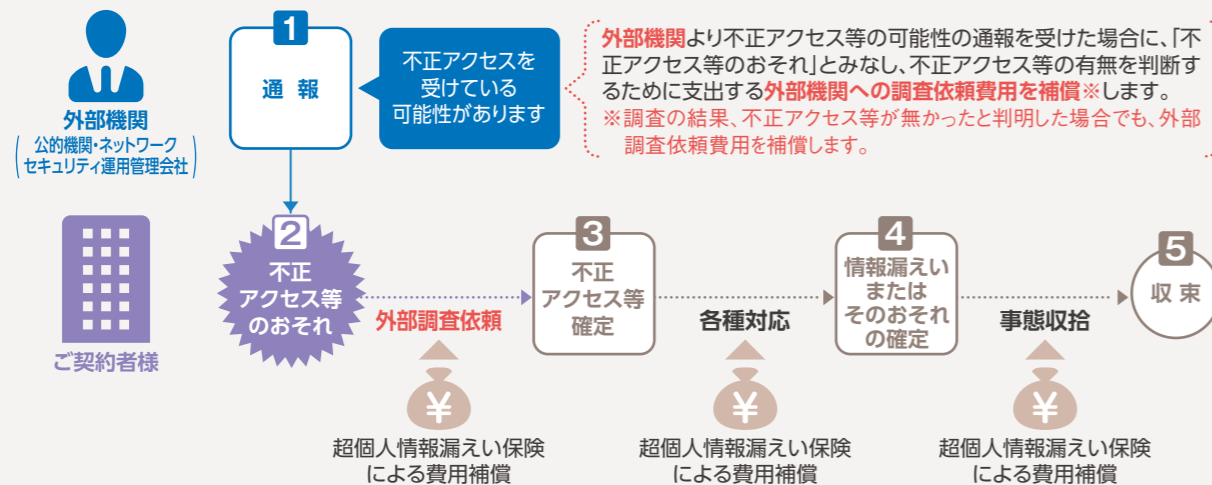 1
通 報
不正アクセスを
受けている
可能性があります
外部機関より不正アクセス等の可能性の通報を受けた場合に、「不
正アクセス等のおそれ」とみなし、不正アクセス等の有無を判断す
るために支出する外部機関への調査依頼費用を補償※します。
※調査の結果、不正アクセス等が無かったと判明した場合でも、外部
調査依頼費用を補償します。
外部機関
(公的機関・ネットワーク
セキュリティ運用管理会社)
ご契約者様
2
不正
アクセス等
のおそれ
外部調査依頼
3
不正
アクセス等
確定
各種対応
4
情報漏えい
または
そのおそれ
の確定
事態収拾
5
収 束
¥
超個人情報漏えい保険
による費用補償
¥
超個人情報漏えい保険
による費用補償
¥
超個人情報漏えい保険
による費用補償